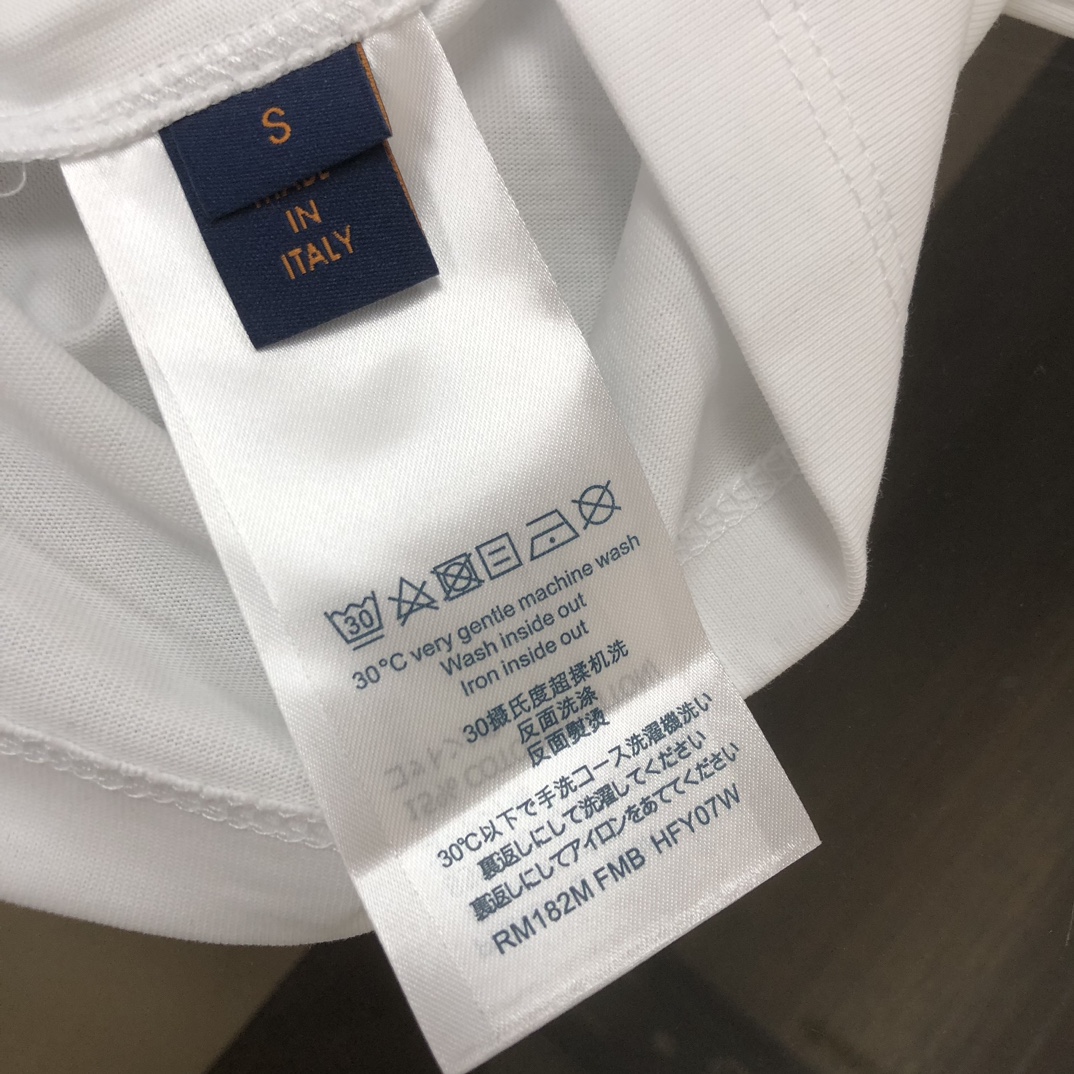 S
MADE
IN
ITALY
30
30°C very gentle machine wash
Wash inside out
Iron inside out
30摄氏度超揉机洗
反面洗涤
反面熨烫
30℃以下で手洗コース洗濯機洗い
裏返しにして洗濯してください
裏返しにしてアイロンをあててください
RM182M FMB HFY07W